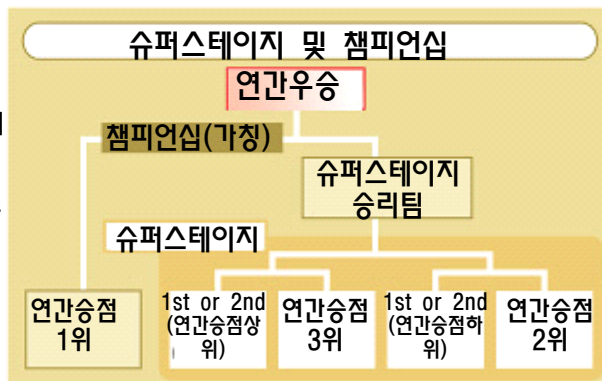 슈퍼스테이지 및 챔피언십
연간우승
챔피언십(가칭)
슈퍼스테이지
승리팀
슈퍼스테이지
연간승점
1위
1st or 2nd
(연간승점상
위)
연간승점
3위
1st or 2nd
(연간승점하
위)
연간승점
2위